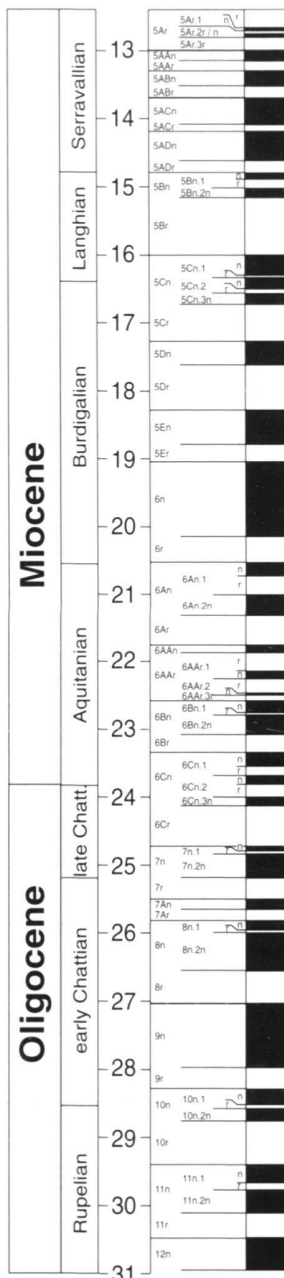 Miocene
Oligocene
Serravallian
Langhian
Burdigalian
Aquitanian
late Chatt.
early Chattian
Rupelian
13
14
15
16
17
18
19
20
21
22
23
24
25
26
27
28
29
30
31
5Ar
5Ar.1 n r
5Ar.2r / n
5Ar.3r
5AAn
5AAr
5ABn
5ABr
5ACn
5ACr
5ADn
5ADr
5Bn
5Bn.1 n r
5Bn.2n
5Br
5Cn
5Cn.1 n r
5Cn.2 n r
5Cn.3n
5Cr
5Dn
5Dr
5En
5Er
6n
6r
6An
6An.1 n r
6An.2n
6Ar
6AAn
6AAr
6AAr.1 r n
6AAr.2 r n
6AAr.3r
6Bn
6Bn.1 n r
6Bn.2n
6Br
6Cn
6Cn.1 n r
6Cn.2 n r
6Cn.3n
6Cr
7n
7n.1 n r
7n.2n
7r
7An
7Ar
8n
8n.1 n r
8n.2n
8r
9n
9r
10n
10n.1 n r
10n.2n
10r
11n
11n.1 n r
11n.2n
11r
12n